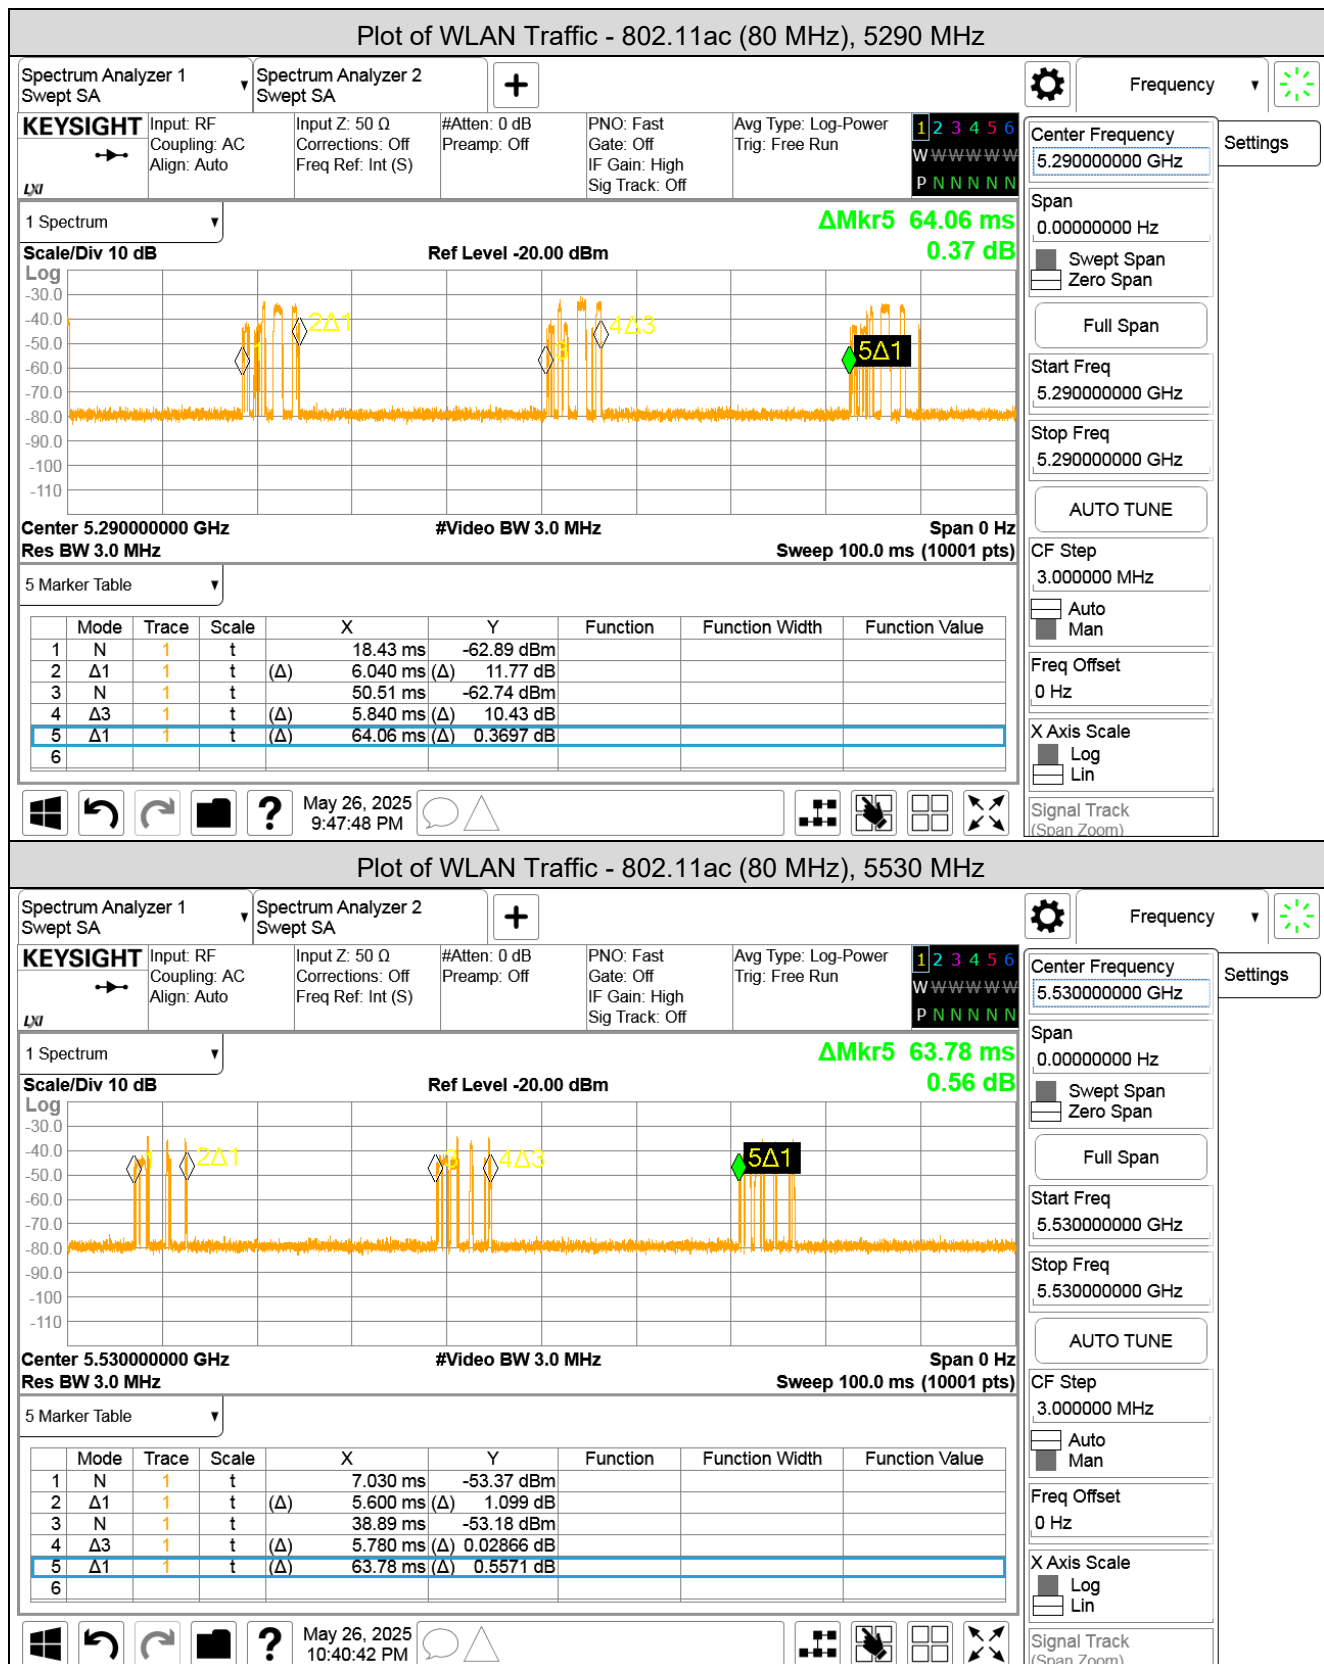 Plot of WLAN Traffic - 802.11ac (80 MHz), 5290 MHz
Spectrum Analyzer 1
Swept SA
Spectrum Analyzer 2
Swept SA
Frequency
KEYSIGHT
LXI
Input: RF
Coupling: AC
Align: Auto
Input Z: 50 Ω
Corrections: Off
Freq Ref: Int (S)
#Atten: 0 dB
Preamp: Off
PNO: Fast
Gate: Off
IF Gain: High
Sig Track: Off
Avg Type: Log-Power
Trig: Free Run
1 2 3 4 5 6
W W W W W W
P N N N N N
Center Frequency
5.290000000 GHz
Settings
Span
0.00000000 Hz
Swept Span
Zero Span
Full Span
Start Freq
5.290000000 GHz
Stop Freq
5.290000000 GHz
AUTO TUNE
CF Step
3.000000 MHz
Auto
Man
Freq Offset
0 Hz
X Axis Scale
Log
Lin
Signal Track
(Span Zoom)
1 Spectrum
ΔMkr5 64.06 ms
0.37 dB
Scale/Div 10 dB
Ref Level -20.00 dBm
Log
-30.0
-40.0
-50.0
-60.0
-70.0
-80.0
-90.0
-100
-110
1
2Δ1
3
4Δ3
5Δ1
Center 5.290000000 GHz
#Video BW 3.0 MHz
Span 0 Hz
Res BW 3.0 MHz
Sweep 100.0 ms (10001 pts)
5 Marker Table
Mode Trace Scale X Y Function Function Width Function Value
1 N 1 t 18.43 ms -62.89 dBm
2 Δ1 1 t (Δ) 6.040 ms (Δ) 11.77 dB
3 N 1 t 50.51 ms -62.74 dBm
4 Δ3 1 t (Δ) 5.840 ms (Δ) 10.43 dB
5 Δ1 1 t (Δ) 64.06 ms (Δ) 0.3697 dB
6
?
May 26, 2025
9:47:48 PM
Plot of WLAN Traffic - 802.11ac (80 MHz), 5530 MHz
Spectrum Analyzer 1
Swept SA
Spectrum Analyzer 2
Swept SA
Frequency
KEYSIGHT
LXI
Input: RF
Coupling: AC
Align: Auto
Input Z: 50 Ω
Corrections: Off
Freq Ref: Int (S)
#Atten: 0 dB
Preamp: Off
PNO: Fast
Gate: Off
IF Gain: High
Sig Track: Off
Avg Type: Log-Power
Trig: Free Run
1 2 3 4 5 6
W W W W W W
P N N N N N
Center Frequency
5.530000000 GHz
Settings
Span
0.00000000 Hz
Swept Span
Zero Span
Full Span
Start Freq
5.530000000 GHz
Stop Freq
5.530000000 GHz
AUTO TUNE
CF Step
3.000000 MHz
Auto
Man
Freq Offset
0 Hz
X Axis Scale
Log
Lin
Signal Track
(Span Zoom)
1 Spectrum
ΔMkr5 63.78 ms
0.56 dB
Scale/Div 10 dB
Ref Level -20.00 dBm
Log
-30.0
-40.0
-50.0
-60.0
-70.0
-80.0
-90.0
-100
-110
1
2Δ1
3
4Δ3
5Δ1
Center 5.530000000 GHz
#Video BW 3.0 MHz
Span 0 Hz
Res BW 3.0 MHz
Sweep 100.0 ms (10001 pts)
5 Marker Table
Mode Trace Scale X Y Function Function Width Function Value
1 N 1 t 7.030 ms -53.37 dBm
2 Δ1 1 t (Δ) 5.600 ms (Δ) 1.099 dB
3 N 1 t 38.89 ms -53.18 dBm
4 Δ3 1 t (Δ) 5.780 ms (Δ) 0.02866 dB
5 Δ1 1 t (Δ) 63.78 ms (Δ) 0.5571 dB
6
?
May 26, 2025
10:40:42 PM